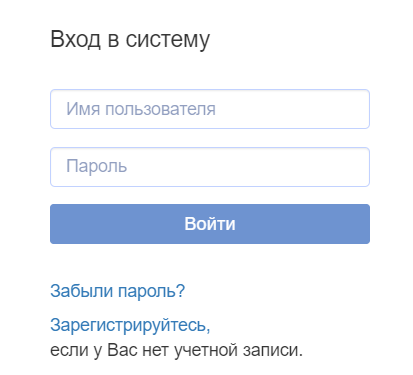 Вход в систему
Имя пользователя
Пароль
Войти
Забыли пароль?
Зарегистрируйтесь,
если у Вас нет учетной записи.